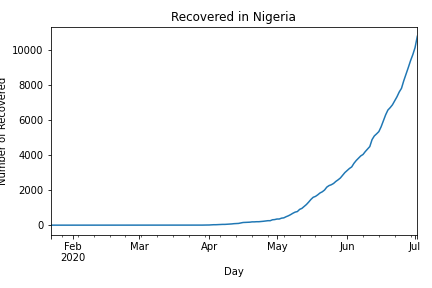 Recovered in Nigeria
Number of Recovered
10000
8000
6000
4000
2000
0
Feb
2020
Mar
Apr
May
Jun
Jul
Day